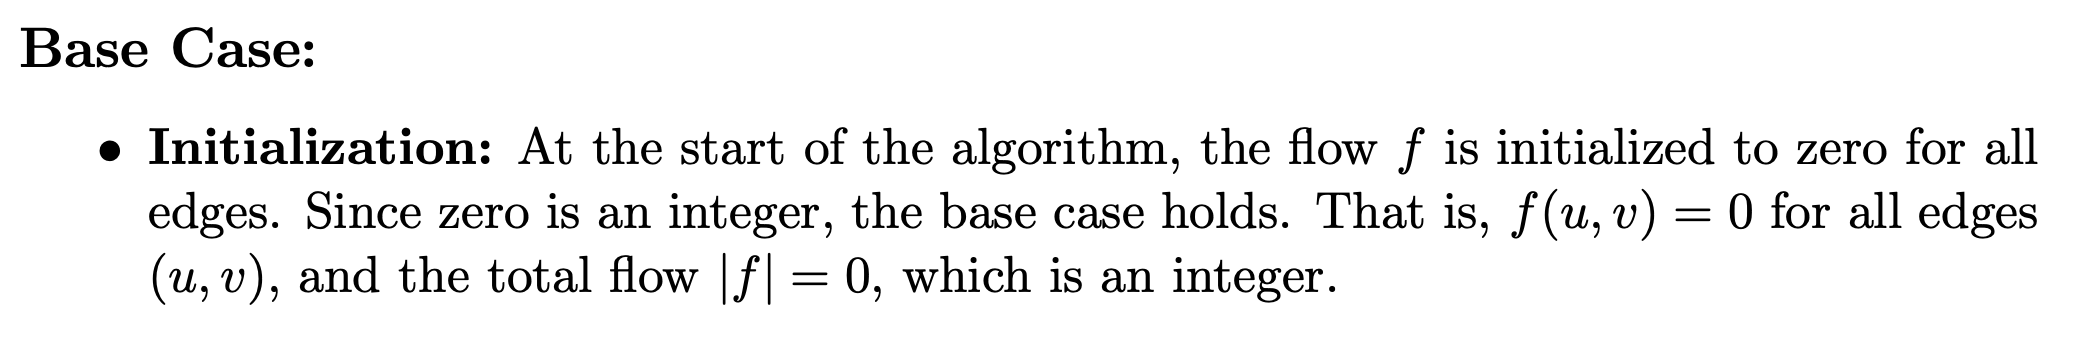 Base Case:
• Initialization: At the start of the algorithm, the flow f is initialized to zero for all
edges. Since zero is an integer, the base case holds. That is, f(u, v) = 0 for all edges
(u, v), and the total flow |f| = 0, which is an integer.